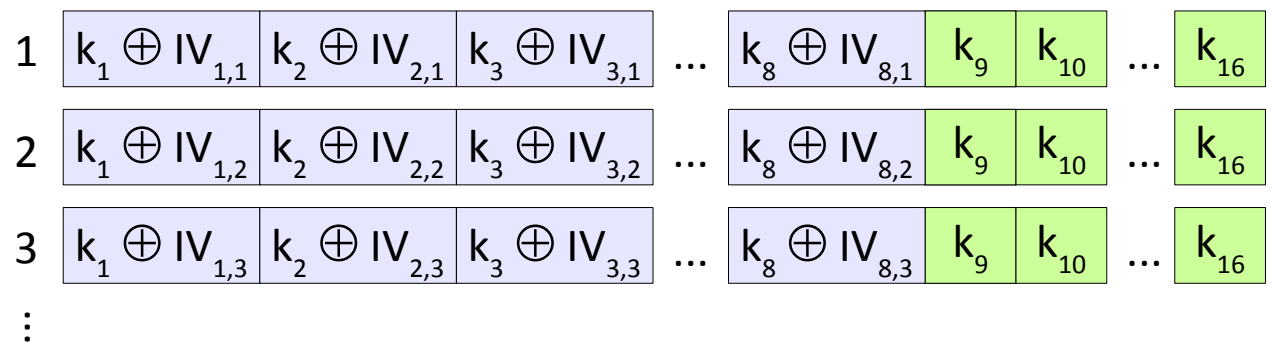 1 k₁ ⊕ IV₁,₁ k₂ ⊕ IV₂,₁ k₃ ⊕ IV₃,₁ ... k₈ ⊕ IV₈,₁ k₉ k₁₀ ... k₁₆
2 k₁ ⊕ IV₁,₂ k₂ ⊕ IV₂,₂ k₃ ⊕ IV₃,₂ ... k₈ ⊕ IV₈,₂ k₉ k₁₀ ... k₁₆
3 k₁ ⊕ IV₁,₃ k₂ ⊕ IV₂,₃ k₃ ⊕ IV₃,₃ ... k₈ ⊕ IV₈,₃ k₉ k₁₀ ... k₁₆
⋮